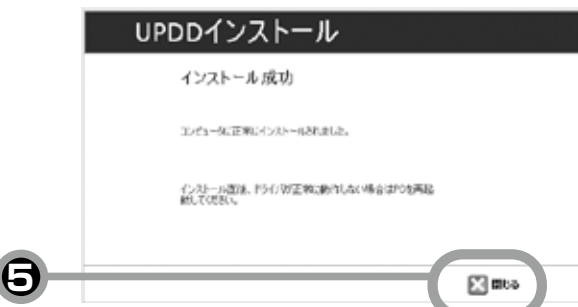 UPDDインストール
インストール成功
コンピュータに正常にインストールされました。
インストール直後、ドライバが正常に動作しない場合はPCを再起
動してください。
5
閉じる